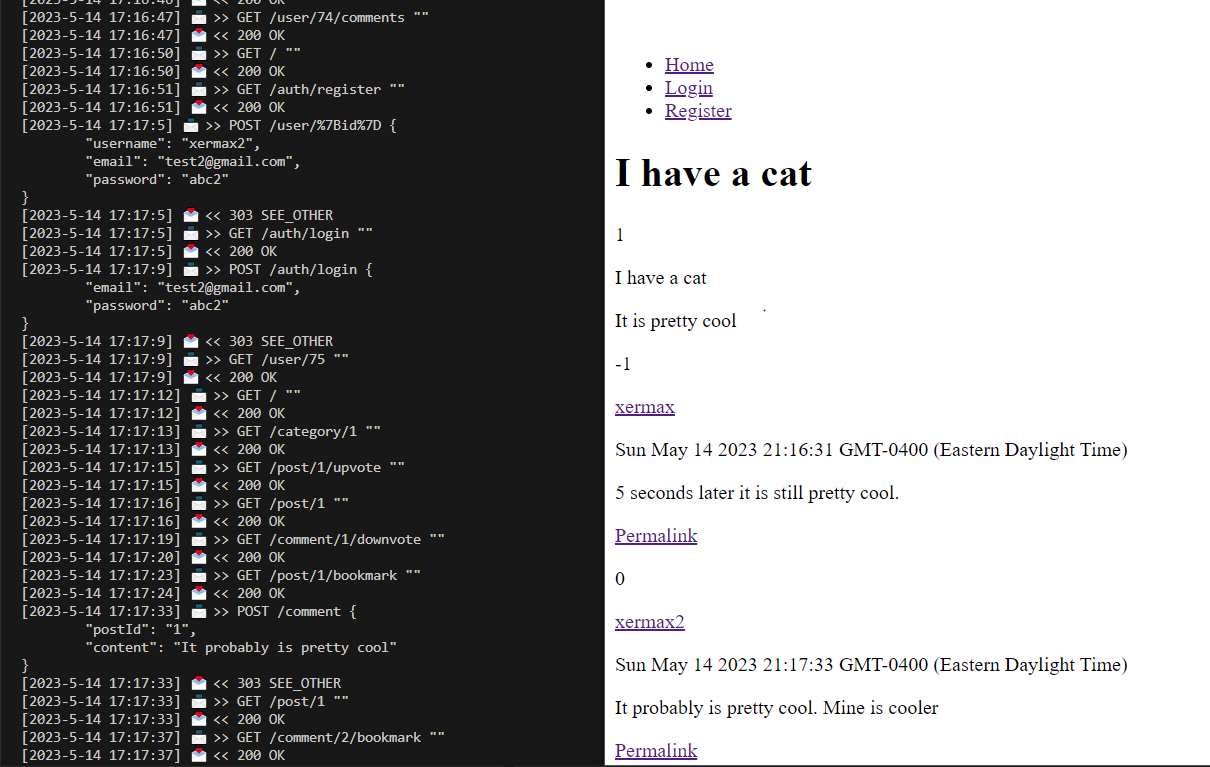 [2023-5-14 17:16:46] 📩 << 200 OK
[2023-5-14 17:16:47] 📨 >> GET /user/74/comments ""
[2023-5-14 17:16:47] 💌 << 200 OK
[2023-5-14 17:16:50] 📨 >> GET / ""
[2023-5-14 17:16:50] 💌 << 200 OK
[2023-5-14 17:16:51] 📨 >> GET /auth/register ""
[2023-5-14 17:16:51] 💌 << 200 OK
[2023-5-14 17:17:5] 📨 >> POST /user/%7Bid%7D {
"username": "xermax2",
"email": "test2@gmail.com",
"password": "abc2"
}
[2023-5-14 17:17:5] 💌 << 303 SEE_OTHER
[2023-5-14 17:17:5] 📨 >> GET /auth/login ""
[2023-5-14 17:17:5] 💌 << 200 OK
[2023-5-14 17:17:9] 📨 >> POST /auth/login {
"email": "test2@gmail.com",
"password": "abc2"
}
[2023-5-14 17:17:9] 💌 << 303 SEE_OTHER
[2023-5-14 17:17:9] 📨 >> GET /user/75 ""
[2023-5-14 17:17:9] 💌 << 200 OK
[2023-5-14 17:17:12] 📨 >> GET / ""
[2023-5-14 17:17:12] 💌 << 200 OK
[2023-5-14 17:17:13] 📨 >> GET /category/1 ""
[2023-5-14 17:17:13] 💌 << 200 OK
[2023-5-14 17:17:15] 📨 >> GET /post/1/upvote ""
[2023-5-14 17:17:15] 💌 << 200 OK
[2023-5-14 17:17:16] 📨 >> GET /post/1 ""
[2023-5-14 17:17:16] 💌 << 200 OK
[2023-5-14 17:17:19] 📨 >> GET /comment/1/downvote ""
[2023-5-14 17:17:20] 💌 << 200 OK
[2023-5-14 17:17:23] 📨 >> GET /post/1/bookmark ""
[2023-5-14 17:17:24] 💌 << 200 OK
[2023-5-14 17:17:33] 📨 >> POST /comment {
"postId": "1",
"content": "It probably is pretty cool"
}
[2023-5-14 17:17:33] 💌 << 303 SEE_OTHER
[2023-5-14 17:17:33] 📨 >> GET /post/1 ""
[2023-5-14 17:17:33] 💌 << 200 OK
[2023-5-14 17:17:37] 📨 >> GET /comment/2/bookmark ""
[2023-5-14 17:17:37] 💌 << 200 OK
Home
Login
Register
I have a cat
1
I have a cat
It is pretty cool
-1
xermax
Sun May 14 2023 21:16:31 GMT-0400 (Eastern Daylight Time)
5 seconds later it is still pretty cool.
Permalink
0
xermax2
Sun May 14 2023 21:17:33 GMT-0400 (Eastern Daylight Time)
It probably is pretty cool. Mine is cooler
Permalink